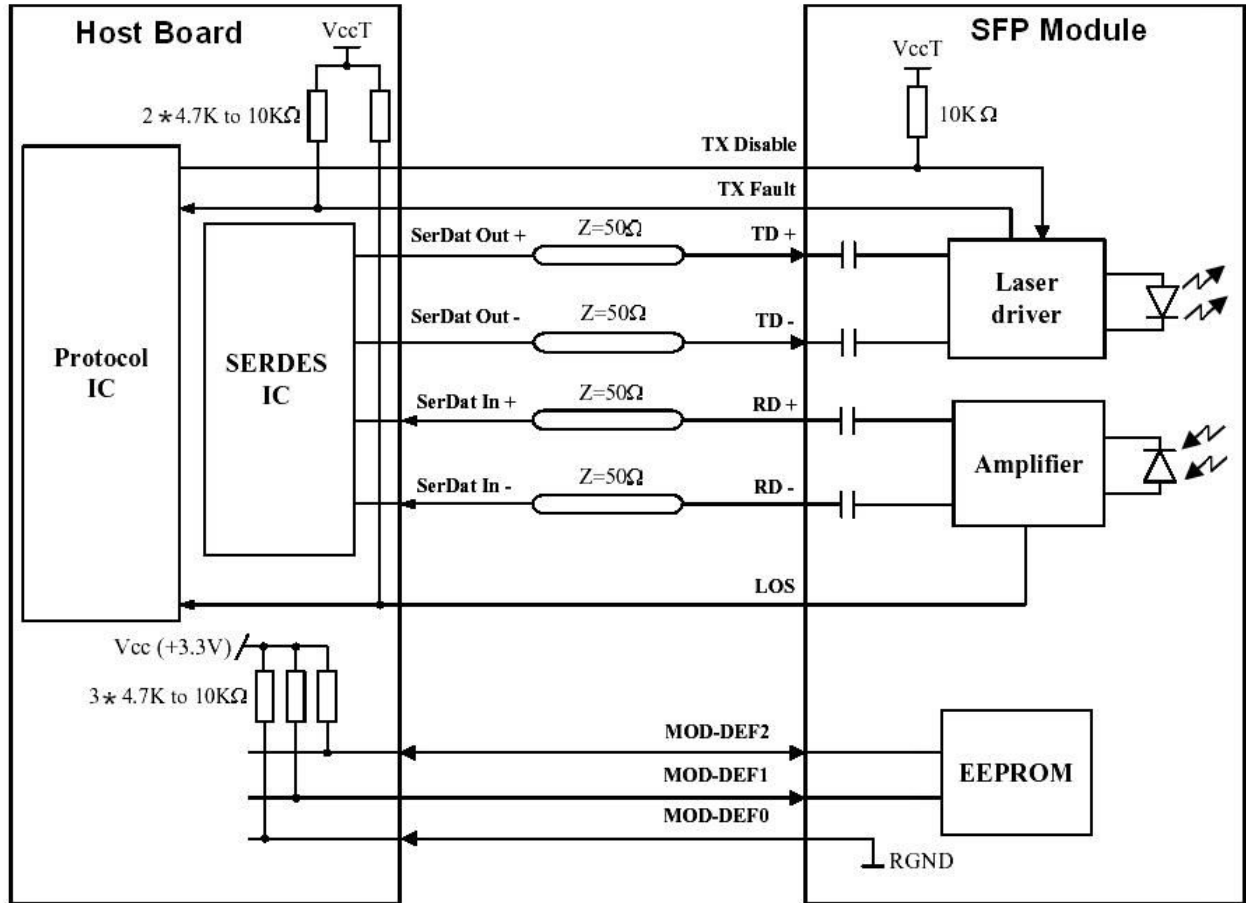 Host Board
SFP Module
VccT
VccT
2*4.7K to 10KΩ
10K Ω
TX Disable
TX Fault
SerDat Out +
Z=50Ω
TD +
Laser
driver
SerDat Out -
Z=50Ω
TD -
Protocol
IC
SERDES
IC
SerDat In +
Z=50Ω
RD +
Amplifier
SerDat In -
Z=50Ω
RD -
LOS
Vcc (+3.3V)
3* 4.7K to 10KΩ
MOD-DEF2
EEPROM
MOD-DEF1
MOD-DEF0
RGND